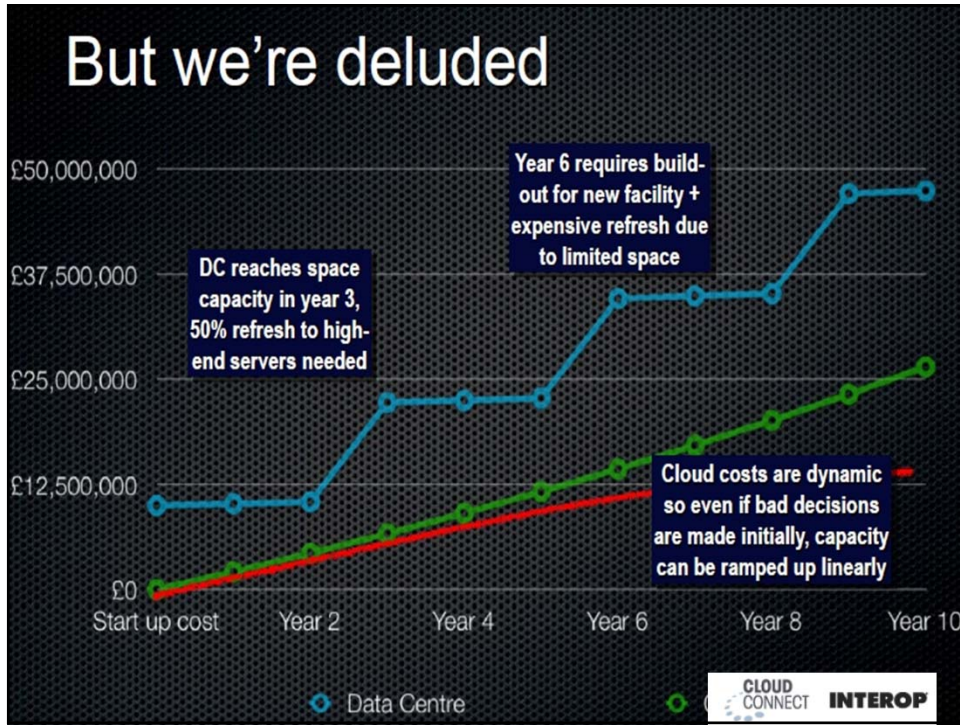 But we're deluded
£50,000,000
Year 6 requires build-
out for new facility +
expensive refresh due
to limited space
DC reaches space
capacity in year 3,
50% refresh to high-
end servers needed
£37,500,000
£25,000,000
£12,500,000
Cloud costs are dynamic
so even if bad decisions
are made initially, capacity
can be ramped up linearly
£0
Start up cost Year 2 Year 4 Year 6 Year 8 Year 10
Data Centre
CLOUD
CONNECT
INTEROP